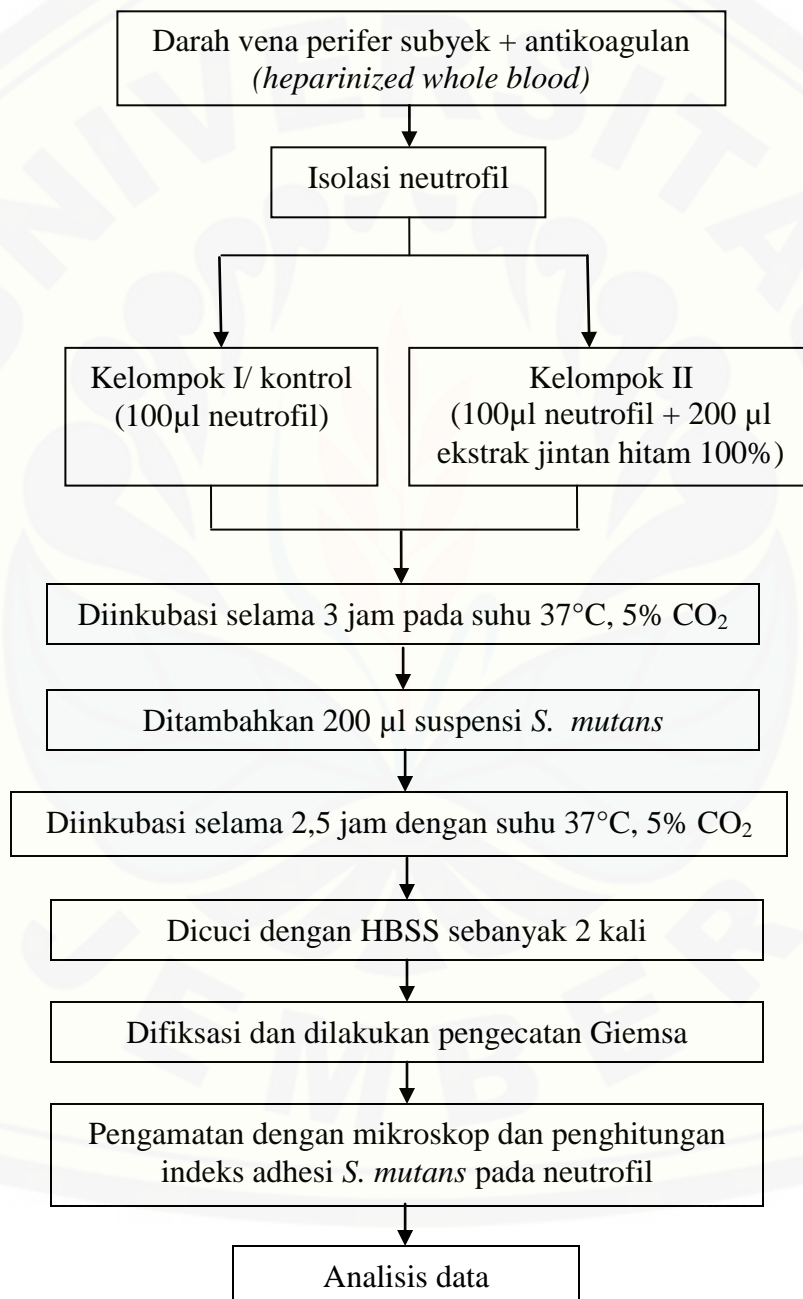 Darah vena perifer subyek + antikoagulan
(heparinized whole blood)
Isolasi neutrofil
Kelompok I/ kontrol
(100µl neutrofil)
Kelompok II
(100µl neutrofil + 200 µl
ekstrak jintan hitam 100%)
Diinkubasi selama 3 jam pada suhu 37°C, 5% CO₂
Ditambahkan 200 µl suspensi S. mutans
Diinkubasi selama 2,5 jam dengan suhu 37°C, 5% CO₂
Dicuci dengan HBSS sebanyak 2 kali
Difiksasi dan dilakukan pengecatan Giemsa
Pengamatan dengan mikroskop dan penghitungan
indeks adhesi S. mutans pada neutrofil
Analisis data
UNIVERSITAS
JEMBER